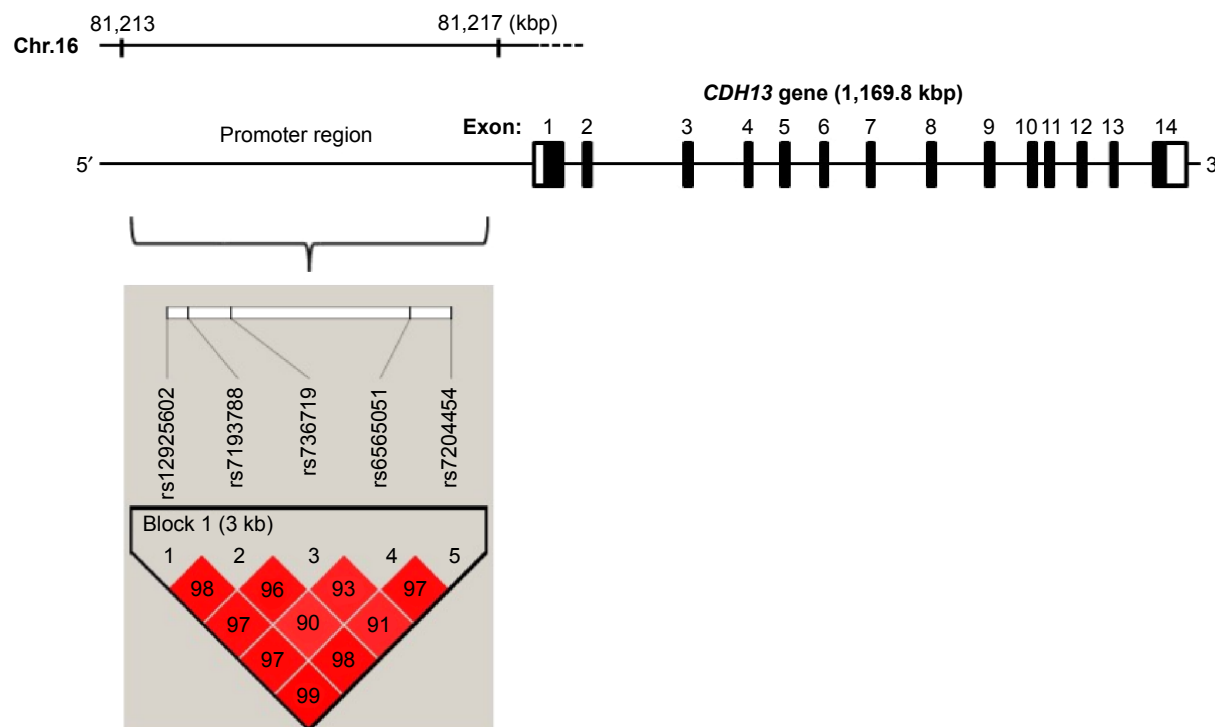 81,213 81,217 (kbp)
Chr.16
CDH13 gene (1,169.8 kbp)
Promoter region Exon: 1 2 3 4 5 6 7 8 9 10 11 12 13 14
5′ 3′
rs12925602 rs7193788 rs736719 rs6565051 rs7204454
Block 1 (3 kb)
1 2 3 4 5
98 96 93 97
97 90 91
97 98
99